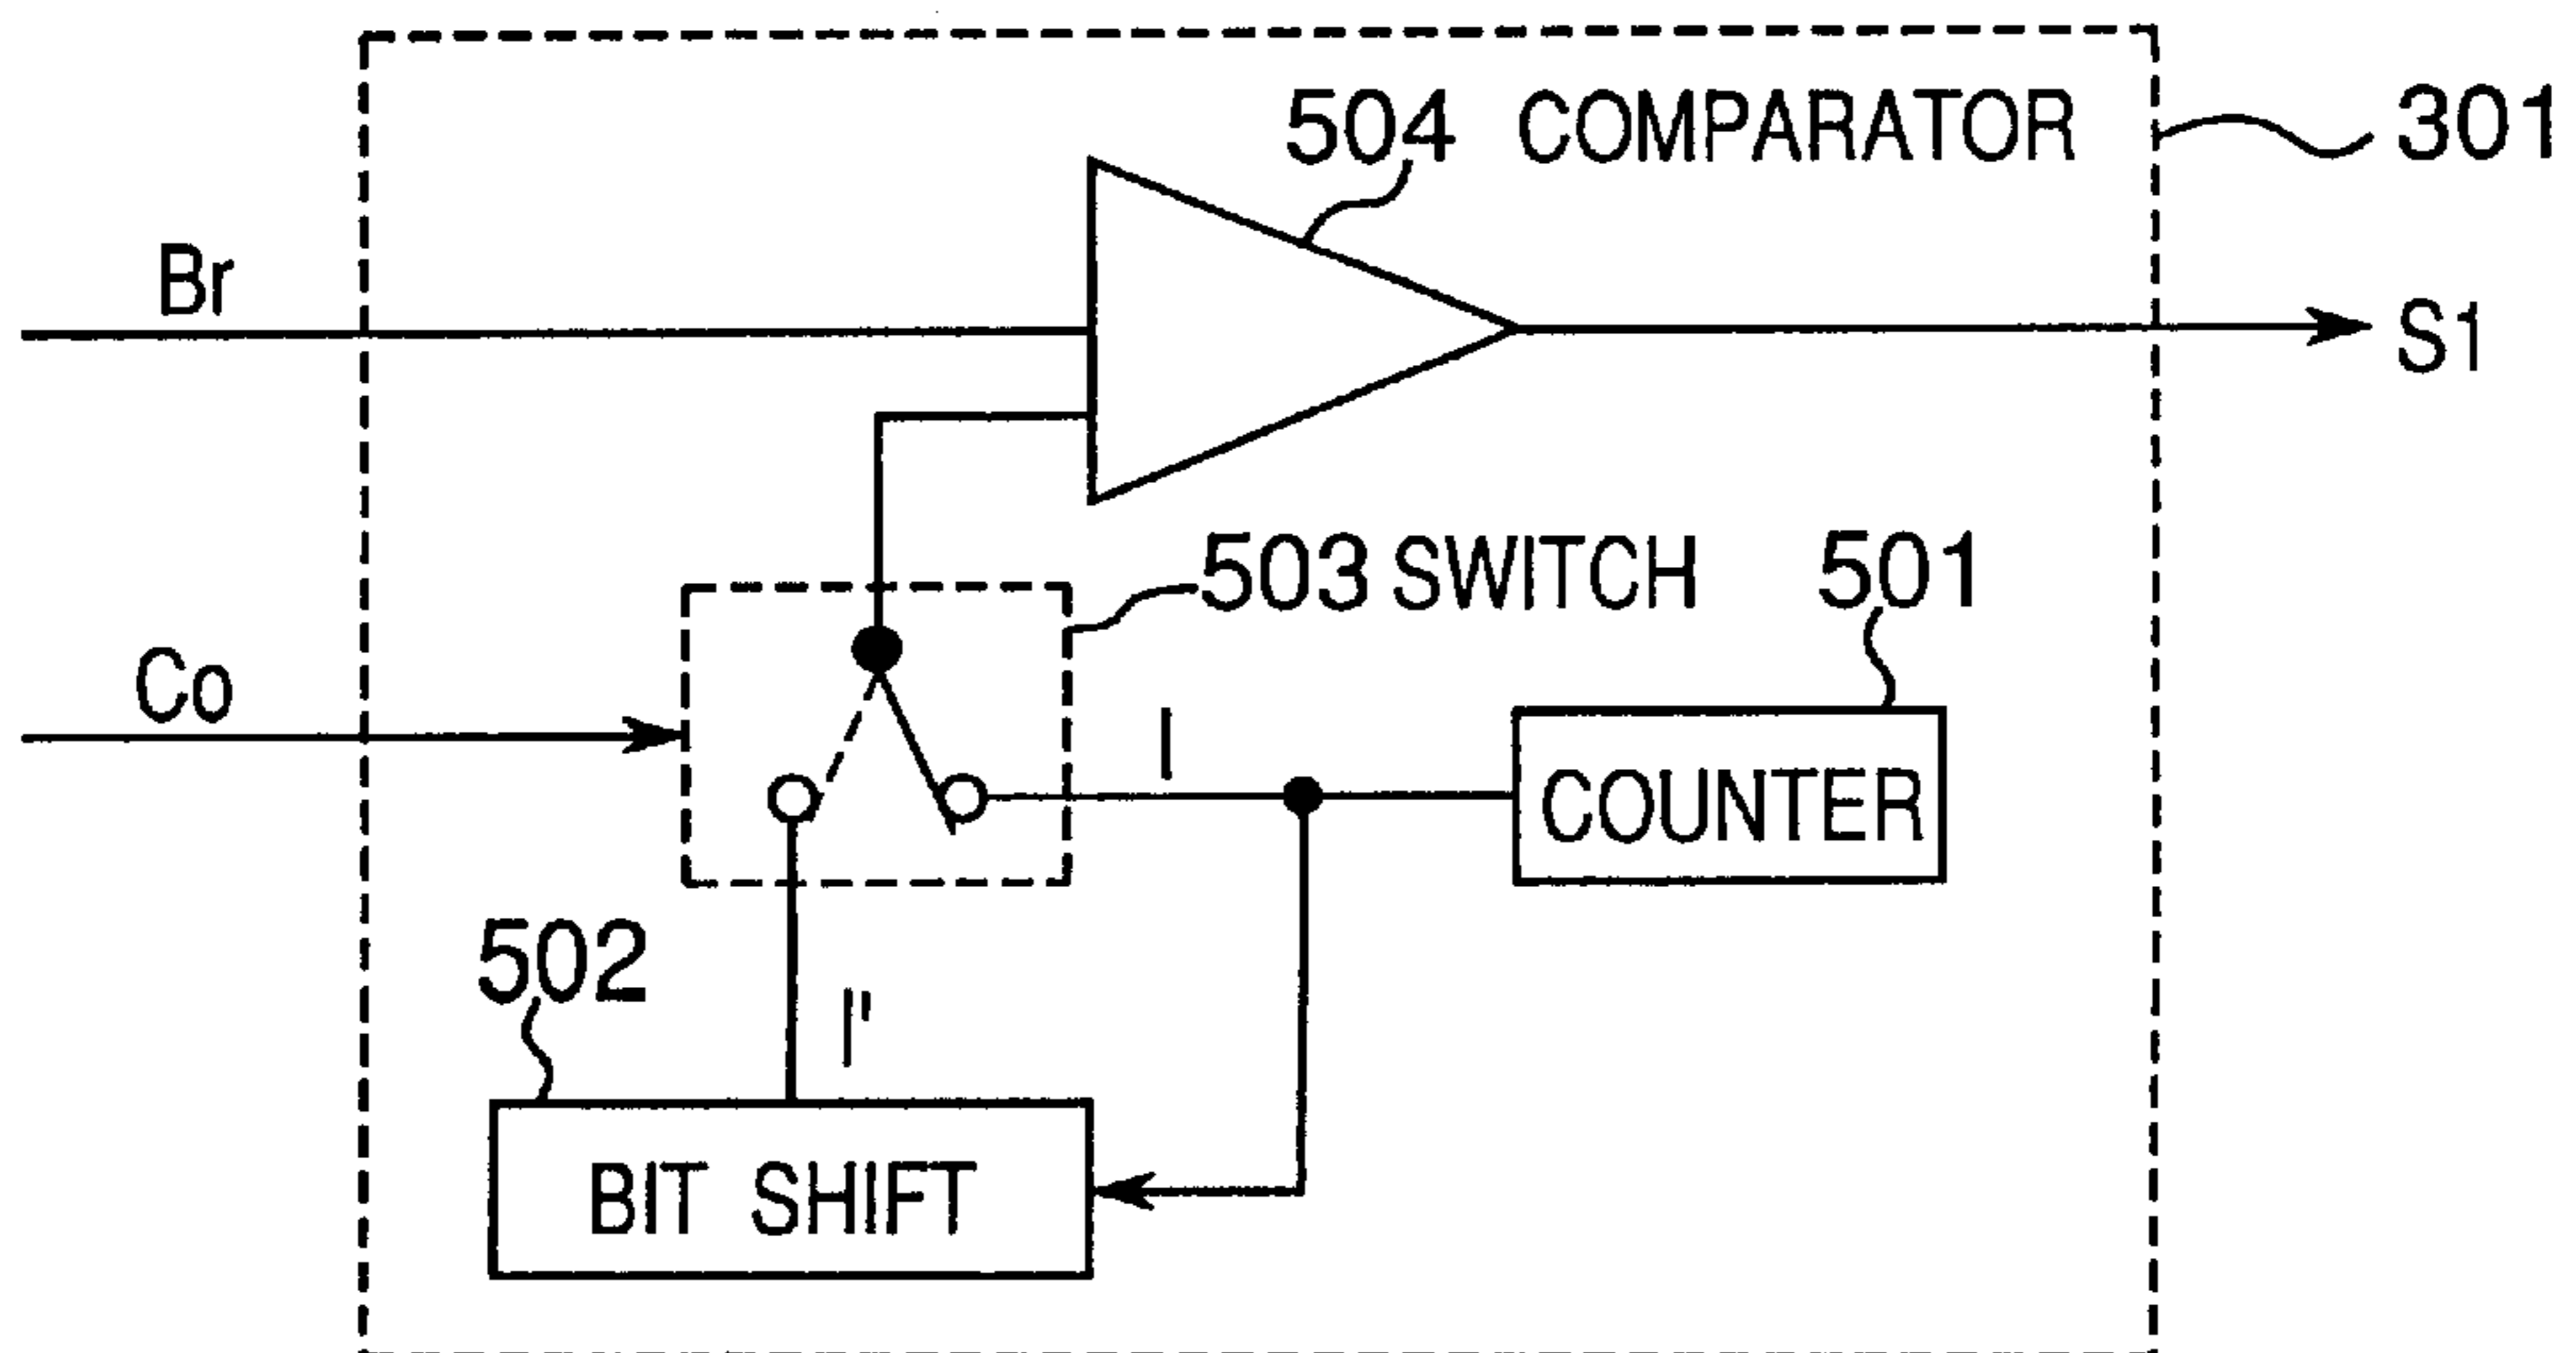 504 COMPARATOR
301
Br
S1
503 SWITCH
501
Co
I
COUNTER
502
I'
BIT SHIFT